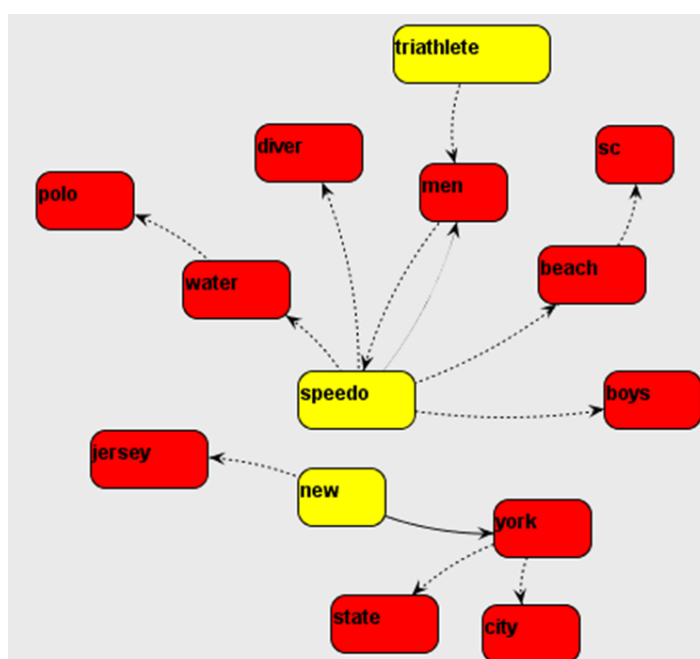 triathlete
diver
sc
men
polo
beach
water
speedo
boys
jersey
new
york
state
city